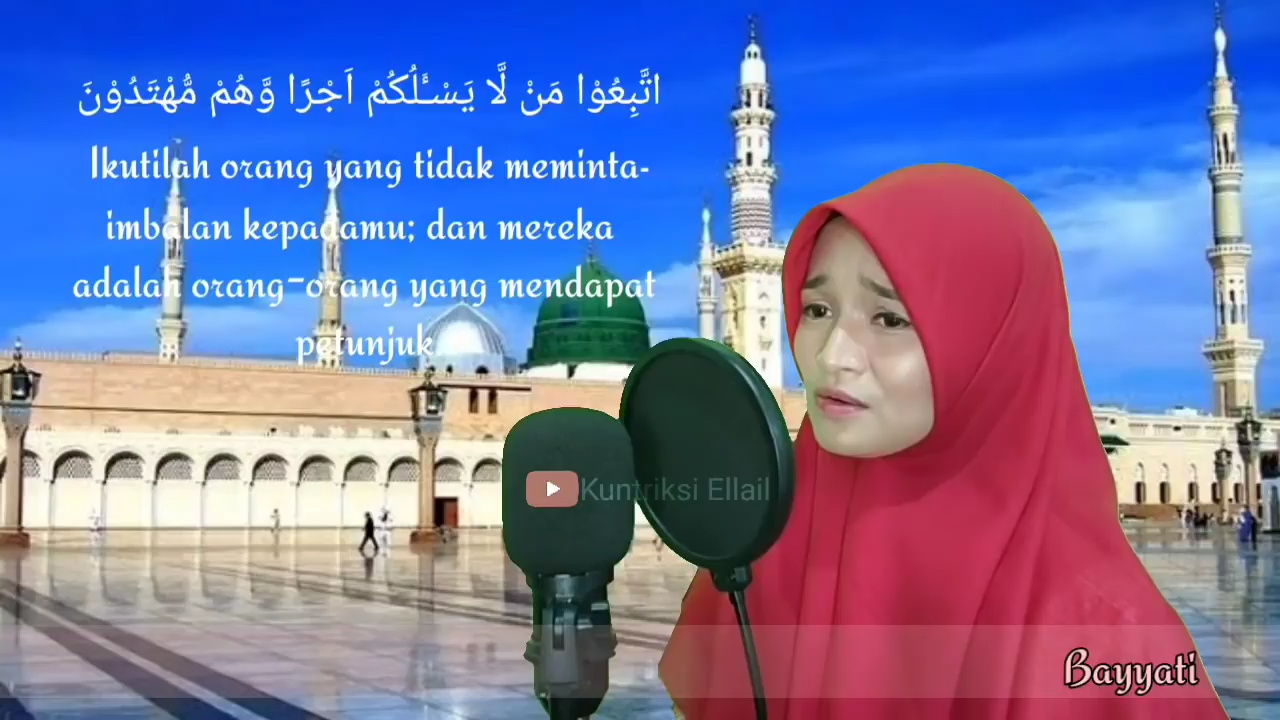 اتَّبِعُوْا مَنْ لَّا يَسْـَٔلُكُمْ اَجْرًا وَّهُمْ مُّهْتَدُوْنَ
Ikutilah orang yang tidak meminta-
imbalan kepadamu; dan mereka
adalah orang-orang yang mendapat
petunjuk.
Kuntriksi Ellail
Bayyati